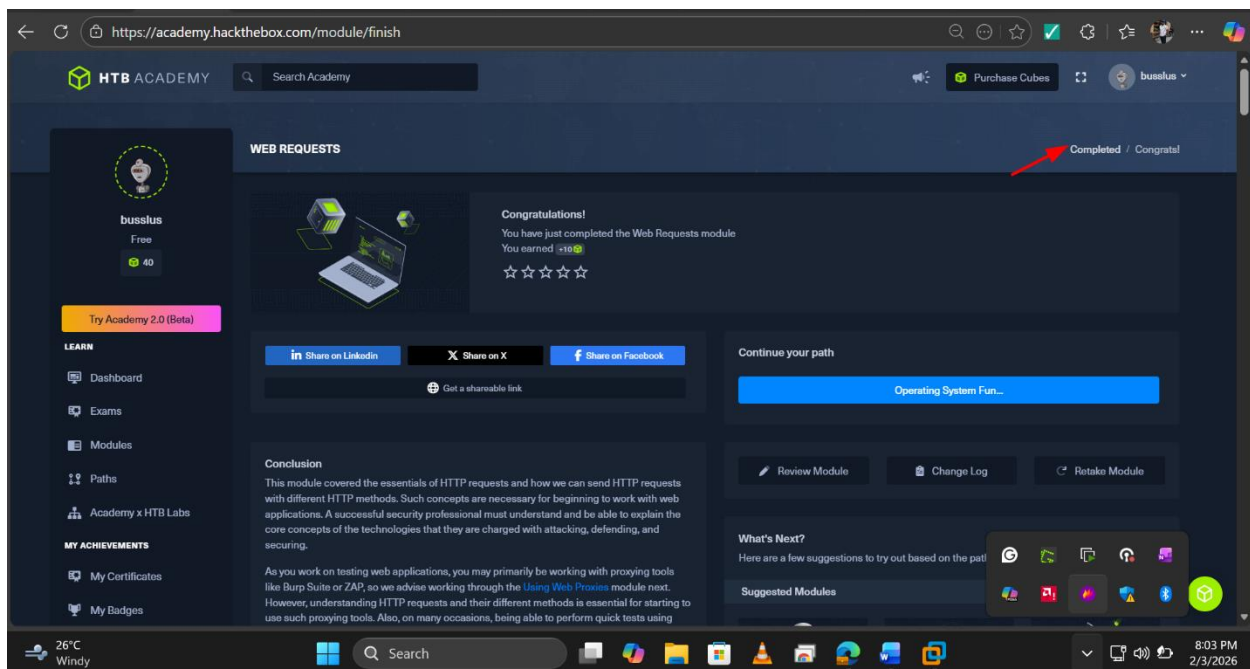 https://academy.hackthebox.com/module/finish
HTB ACADEMY
Search Academy
Purchase Cubes
busslus
WEB REQUESTS
Completed / Congrats!
busslus
Free
40
Try Academy 2.0 (Beta)
LEARN
Dashboard
Exams
Modules
Paths
Academy x HTB Labs
MY ACHIEVEMENTS
My Certificates
My Badges
Congratulations!
You have just completed the Web Requests module
You earned +10
in Share on Linkedin
X Share on X
f Share on Facebook
Get a shareable link
Continue your path
Operating System Fun...
Conclusion
This module covered the essentials of HTTP requests and how we can send HTTP requests
with different HTTP methods. Such concepts are necessary for beginning to work with web
applications. A successful security professional must understand and be able to explain the
core concepts of the technologies that they are charged with attacking, defending, and
securing.
As you work on testing web applications, you may primarily be working with proxying tools
like Burp Suite or ZAP, so we advise working through the Using Web Proxies module next.
However, understanding HTTP requests and their different methods is essential for starting to
use such proxying tools. Also, on many occasions, being able to perform quick tests using
Review Module
Change Log
Retake Module
What's Next?
Here are a few suggestions to try out based on the pat
Suggested Modules
26°C
Windy
Search
8:03 PM
2/3/2026